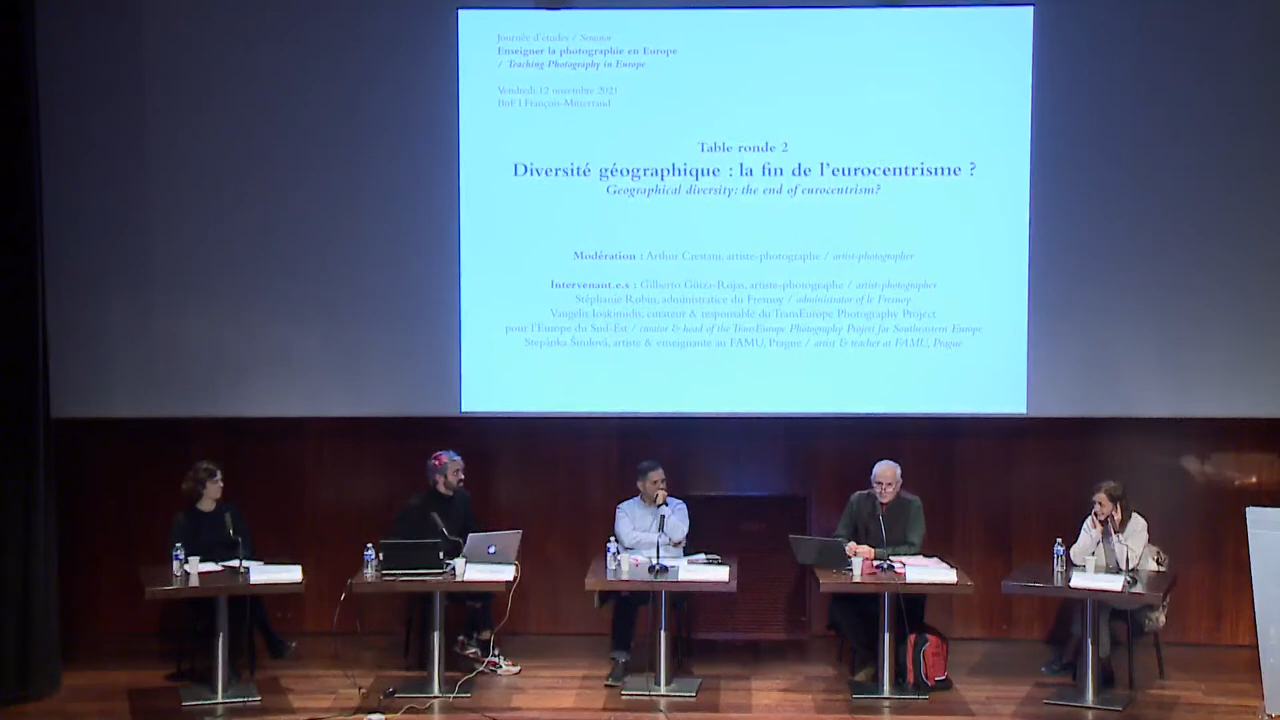 Journée d'études / Seminar
Enseigner la photographie en Europe
/ Teaching Photography in Europe
Vendredi 12 novembre 2021
BnF I François-Mitterrand
Table ronde 2
Diversité géographique : la fin de l'eurocentrisme ?
Geographical diversity: the end of eurocentrism?
Modération : Arthur Crestani, artiste-photographe / artist-photographer
Intervenant.e.s : Gilberto Güiza-Rojas, artiste-photographe / artist-photographer
Stéphanie Robin, administratice du Fresnoy / administrator of le Fresnoy
Vangelis Ioakimidis, curateur & responsable du TransEurope Photography Project
pour l'Europe du Sud-Est / curator & head of the TransEurope Photography Project for Southeastern Europe
Stepánka Šimlová, artiste & enseignante au FAMU, Prague / artist & teacher at FAMU, Prague